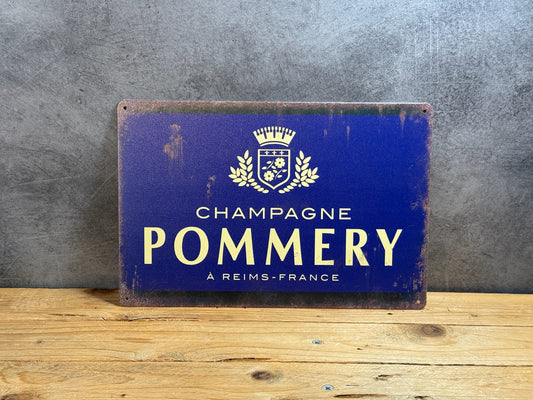 CHAMPAGNE
POMMERY
À REIMS-FRANCE